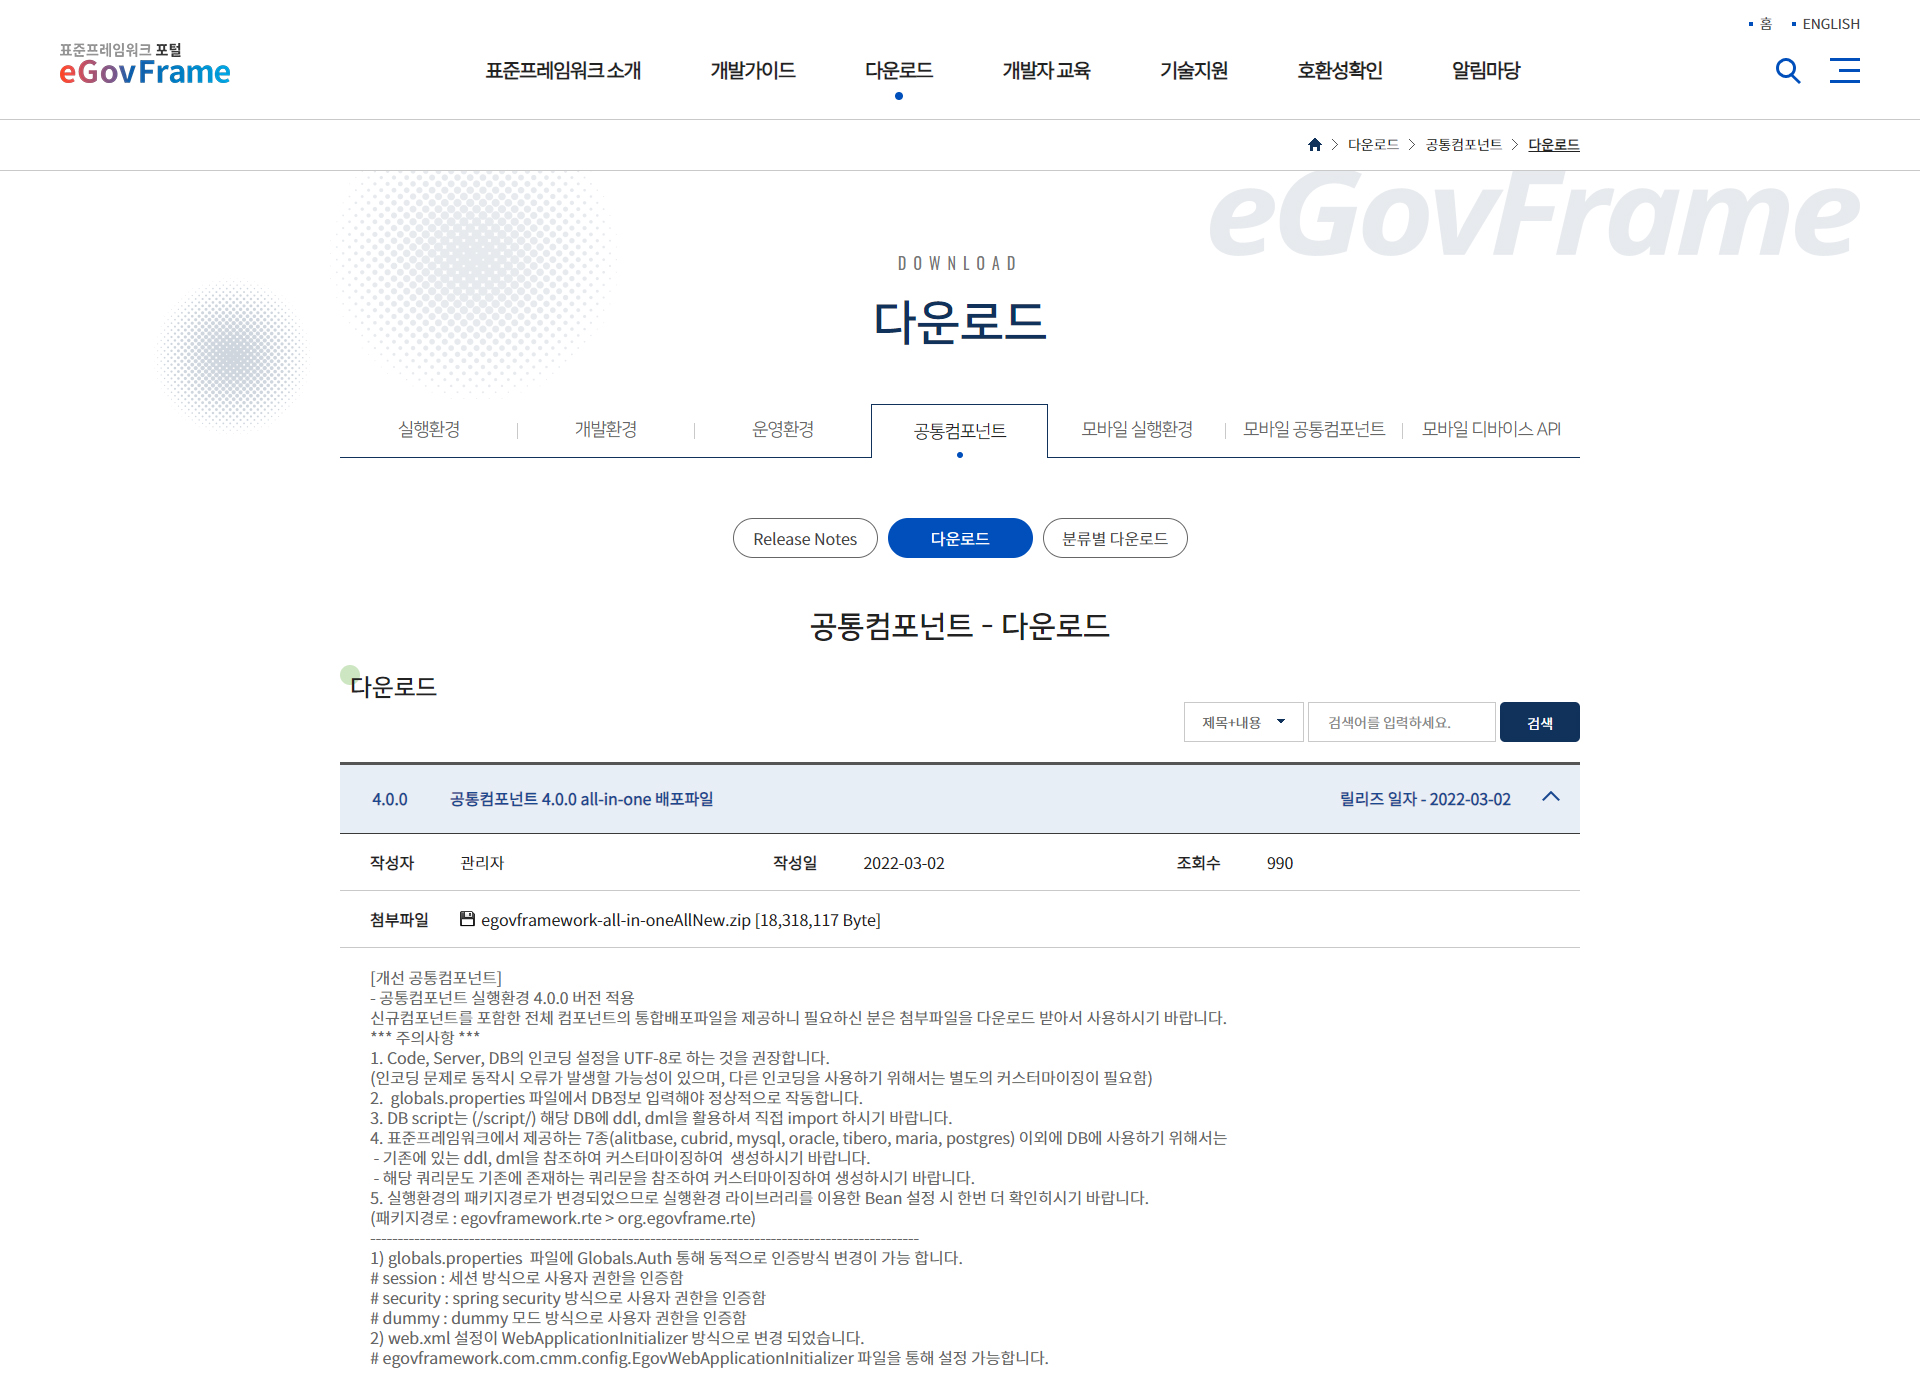 홈
ENGLISH
표준프레임워크 포털
eGovFrame
표준프레임워크 소개
개발가이드
다운로드
개발자 교육
기술지원
호환성확인
알림마당
다운로드
공통컴포넌트
다운로드
eGovFrame
DOWNLOAD
다운로드
실행환경
개발환경
운영환경
공통컴포넌트
모바일 실행환경
모바일 공통컴포넌트
모바일 디바이스 API
Release Notes
다운로드
분류별 다운로드
공통컴포넌트 - 다운로드
다운로드
제목+내용
검색어를 입력하세요.
검색
4.0.0 공통컴포넌트 4.0.0 all-in-one 배포파일 릴리즈 일자 - 2022-03-02
작성자 관리자 작성일 2022-03-02 조회수 990
첨부파일 egovframework-all-in-oneAllNew.zip [18,318,117 Byte]
[개선 공통컴포넌트]
- 공통컴포넌트 실행환경 4.0.0 버전 적용
신규컴포넌트를 포함한 전체 컴포넌트의 통합배포파일을 제공하니 필요하신 분은 첨부파일을 다운로드 받아서 사용하시기 바랍니다.
*** 주의사항 ***
1. Code, Server, DB의 인코딩 설정을 UTF-8로 하는 것을 권장합니다.
(인코딩 문제로 동작시 오류가 발생할 가능성이 있으며, 다른 인코딩을 사용하기 위해서는 별도의 커스터마이징이 필요함)
2.  globals.properties 파일에서 DB정보 입력해야 정상적으로 작동합니다.
3. DB script는 (/script/) 해당 DB에 ddl, dml을 활용하셔 직접 import 하시기 바랍니다.
4. 표준프레임워크에서 제공하는 7종(alitbase, cubrid, mysql, oracle, tibero, maria, postgres) 이외에 DB에 사용하기 위해서는
- 기존에 있는 ddl, dml을 참조하여 커스터마이징하여  생성하시기 바랍니다.
- 해당 쿼리문도 기존에 존재하는 쿼리문을 참조하여 커스터마이징하여 생성하시기 바랍니다.
5. 실행환경의 패키지경로가 변경되었으므로 실행환경 라이브러리를 이용한 Bean 설정 시 한번 더 확인히시기 바랍니다.
(패키지경로 : egovframework.rte > org.egovframe.rte)
----------------------------------------------------------------------------------------------------
1) globals.properties  파일에 Globals.Auth 통해 동적으로 인증방식 변경이 가능 합니다.
# session : 세션 방식으로 사용자 권한을 인증함
# security : spring security 방식으로 사용자 권한을 인증함
# dummy : dummy 모드 방식으로 사용자 권한을 인증함
2) web.xml 설정이 WebApplicationInitializer 방식으로 변경 되었습니다.
# egovframework.com.cmm.config.EgovWebApplicationInitializer 파일을 통해 설정 가능합니다.